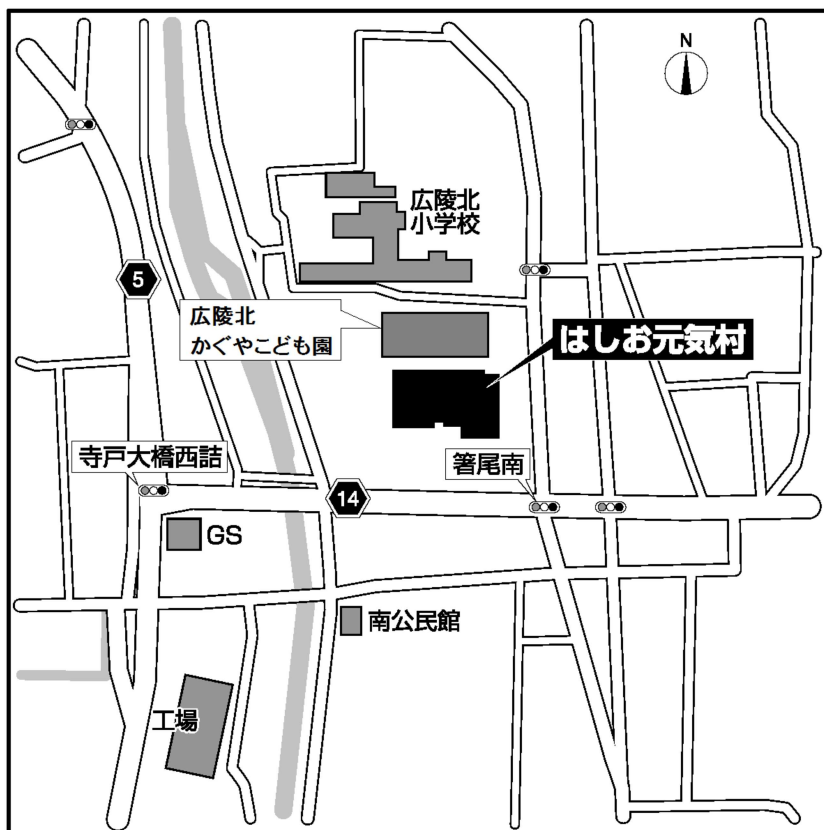 N
広陵北
小学校
5
広陵北
かぐやこども園
はしお元気村
寺戸大橋西詰
箸尾南
14
GS
南公民館
工場